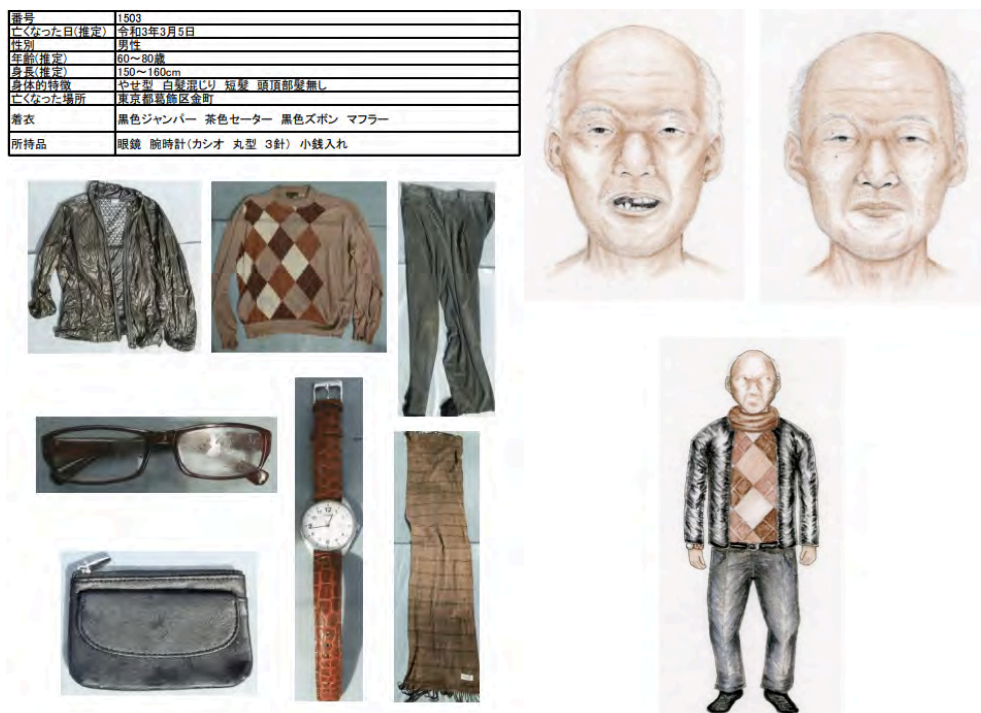 番号 1503
亡くなった日(推定) 令和3年3月5日
性別 男性
年齢(推定) 60～80歳
身長(推定) 150～160cm
身体的特徴 やせ型 白髪混じり 短髪 頭頂部髪無し
亡くなった場所 東京都葛飾区金町
着衣 黒色ジャンパー 茶色セーター 黒色ズボン マフラー
所持品 眼鏡 腕時計(カシオ 丸型 3針) 小銭入れ